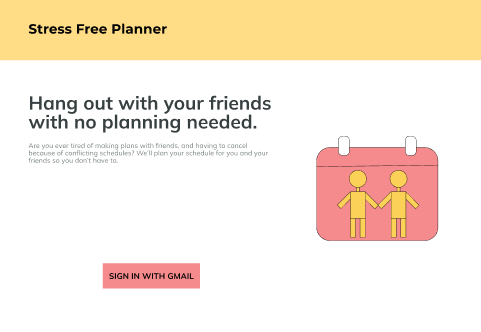 Stress Free Planner
Hang out with your friends
with no planning needed.
Are you ever tired of making plans with friends, and having to cancel
because of conflicting schedules? We'll plan your schedule for you and your
friends so you don't have to.
SIGN IN WITH GMAIL